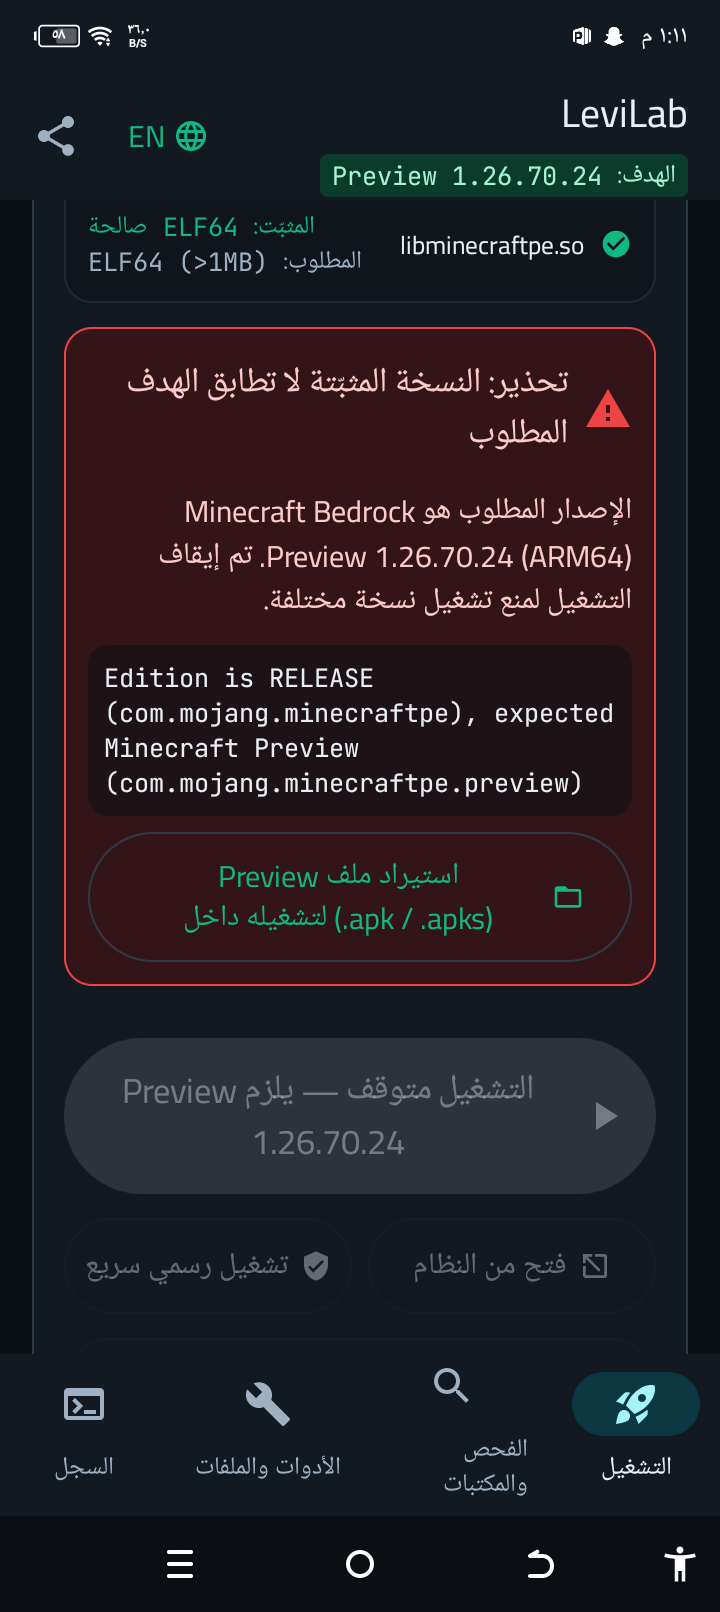 ٥٨
٣٦,٠
B/S
١:١١ م
LeviLab
EN
الهدف: Preview 1.26.70.24
libminecraftpe.so
المثبّت: ELF64 صالحة
المطلوب: ELF64 (>1MB)
تحذير: النسخة المثبّتة لا تطابق الهدف
المطلوب
الإصدار المطلوب هو Minecraft Bedrock
Preview 1.26.70.24 (ARM64). تم إيقاف
التشغيل لمنع تشغيل نسخة مختلفة.
Edition is RELEASE
(com.mojang.minecraftpe), expected
Minecraft Preview
(com.mojang.minecraftpe.preview)
استيراد ملف Preview
(.apk / .apks) لتشغيله داخل
التشغيل متوقف — يلزم Preview
1.26.70.24
فتح من النظام
تشغيل رسمي سريع
التشغيل
الفحص
والمكتبات
الأدوات والملفات
السجل